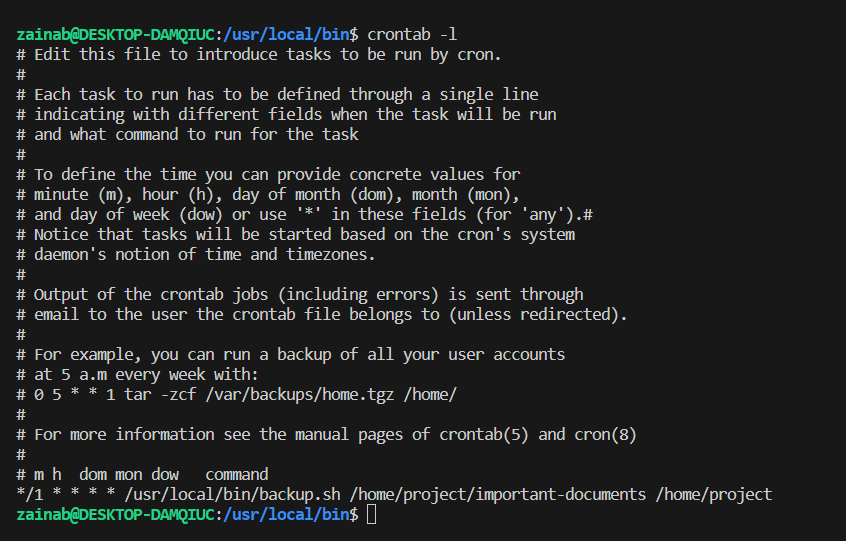 zainab@DESKTOP-DAMQIUC:/usr/local/bin$ crontab -l
# Edit this file to introduce tasks to be run by cron.
#
# Each task to run has to be defined through a single line
# indicating with different fields when the task will be run
# and what command to run for the task
#
# To define the time you can provide concrete values for
# minute (m), hour (h), day of month (dom), month (mon),
# and day of week (dow) or use '*' in these fields (for 'any').#
# Notice that tasks will be started based on the cron's system
# daemon's notion of time and timezones.
#
# Output of the crontab jobs (including errors) is sent through
# email to the user the crontab file belongs to (unless redirected).
#
# For example, you can run a backup of all your user accounts
# at 5 a.m every week with:
# 0 5 * * 1 tar -zcf /var/backups/home.tgz /home/
#
# For more information see the manual pages of crontab(5) and cron(8)
#
# m h  dom mon dow   command
*/1 * * * * /usr/local/bin/backup.sh /home/project/important-documents /home/project
zainab@DESKTOP-DAMQIUC:/usr/local/bin$